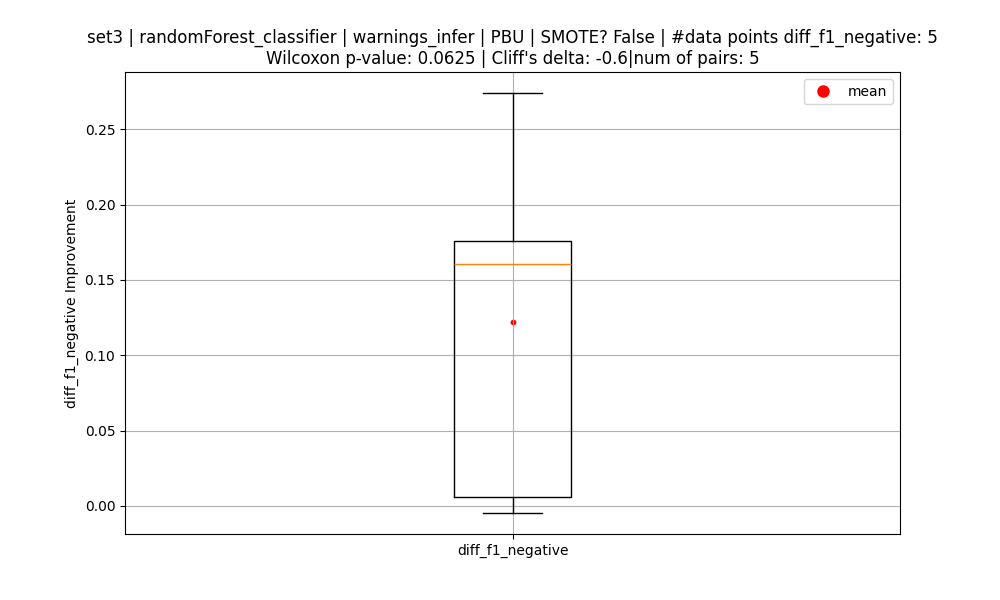 set3 | randomForest_classifier | warnings_infer | PBU | SMOTE? False | #data points diff_f1_negative: 5
Wilcoxon p-value: 0.0625 | Cliff's delta: -0.6|num of pairs: 5
mean
0.25
0.20
0.15
0.10
0.05
0.00
diff_f1_negative Improvement
diff_f1_negative